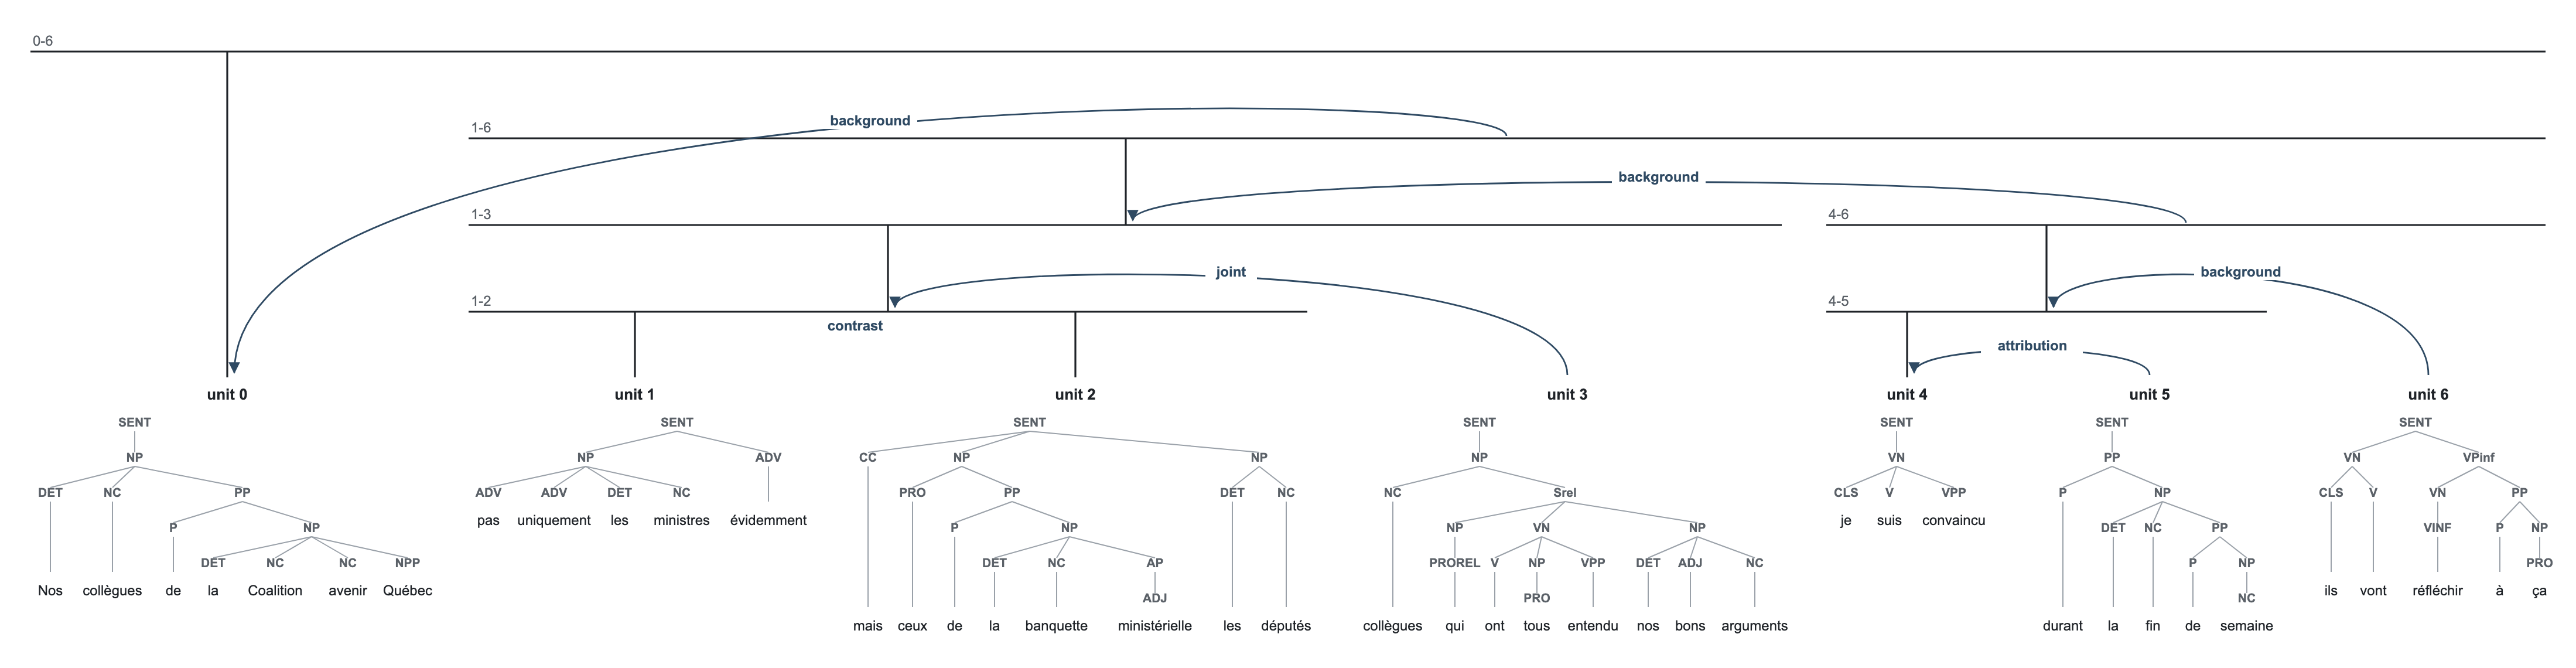 0-6
background
1-6
background
1-3 4-6
joint background
1-2 4-5
contrast
attribution
unit 0 unit 1 unit 2 unit 3 unit 4 unit 5 unit 6
SENT SENT SENT SENT SENT SENT SENT
NP NP ADV CC NP NP NP VN PP VN VPinf
DET NC PP ADV ADV DET NC PRO PP DET NC NC Srel CLS V VPP P NP CLS V VN PP
pas uniquement les ministres évidemment je suis convaincu
P NP P NP NP VN NP DET NC PP VINF P NP
DET NC NC NPP DET NC AP PROREL V NP VPP DET ADJ NC P NP PRO
Nos collègues de la Coalition avenir Québec ils vont réfléchir à ça
ADJ PRO NC
mais ceux de la banquette ministérielle les députés collègues qui ont tous entendu nos bons arguments durant la fin de semaine